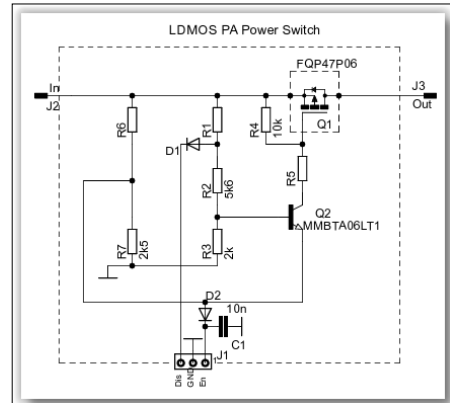 LDMOS PA Power Switch
FQP47P06
In
J2
J3
Out
R6
R1
R4
10k
Q1
D1
R2
5k6
R5
Q2
MMBTA06LT1
R7
2k5
R3
2k
D2
10n
C1
J1
1
Dis
GND
En